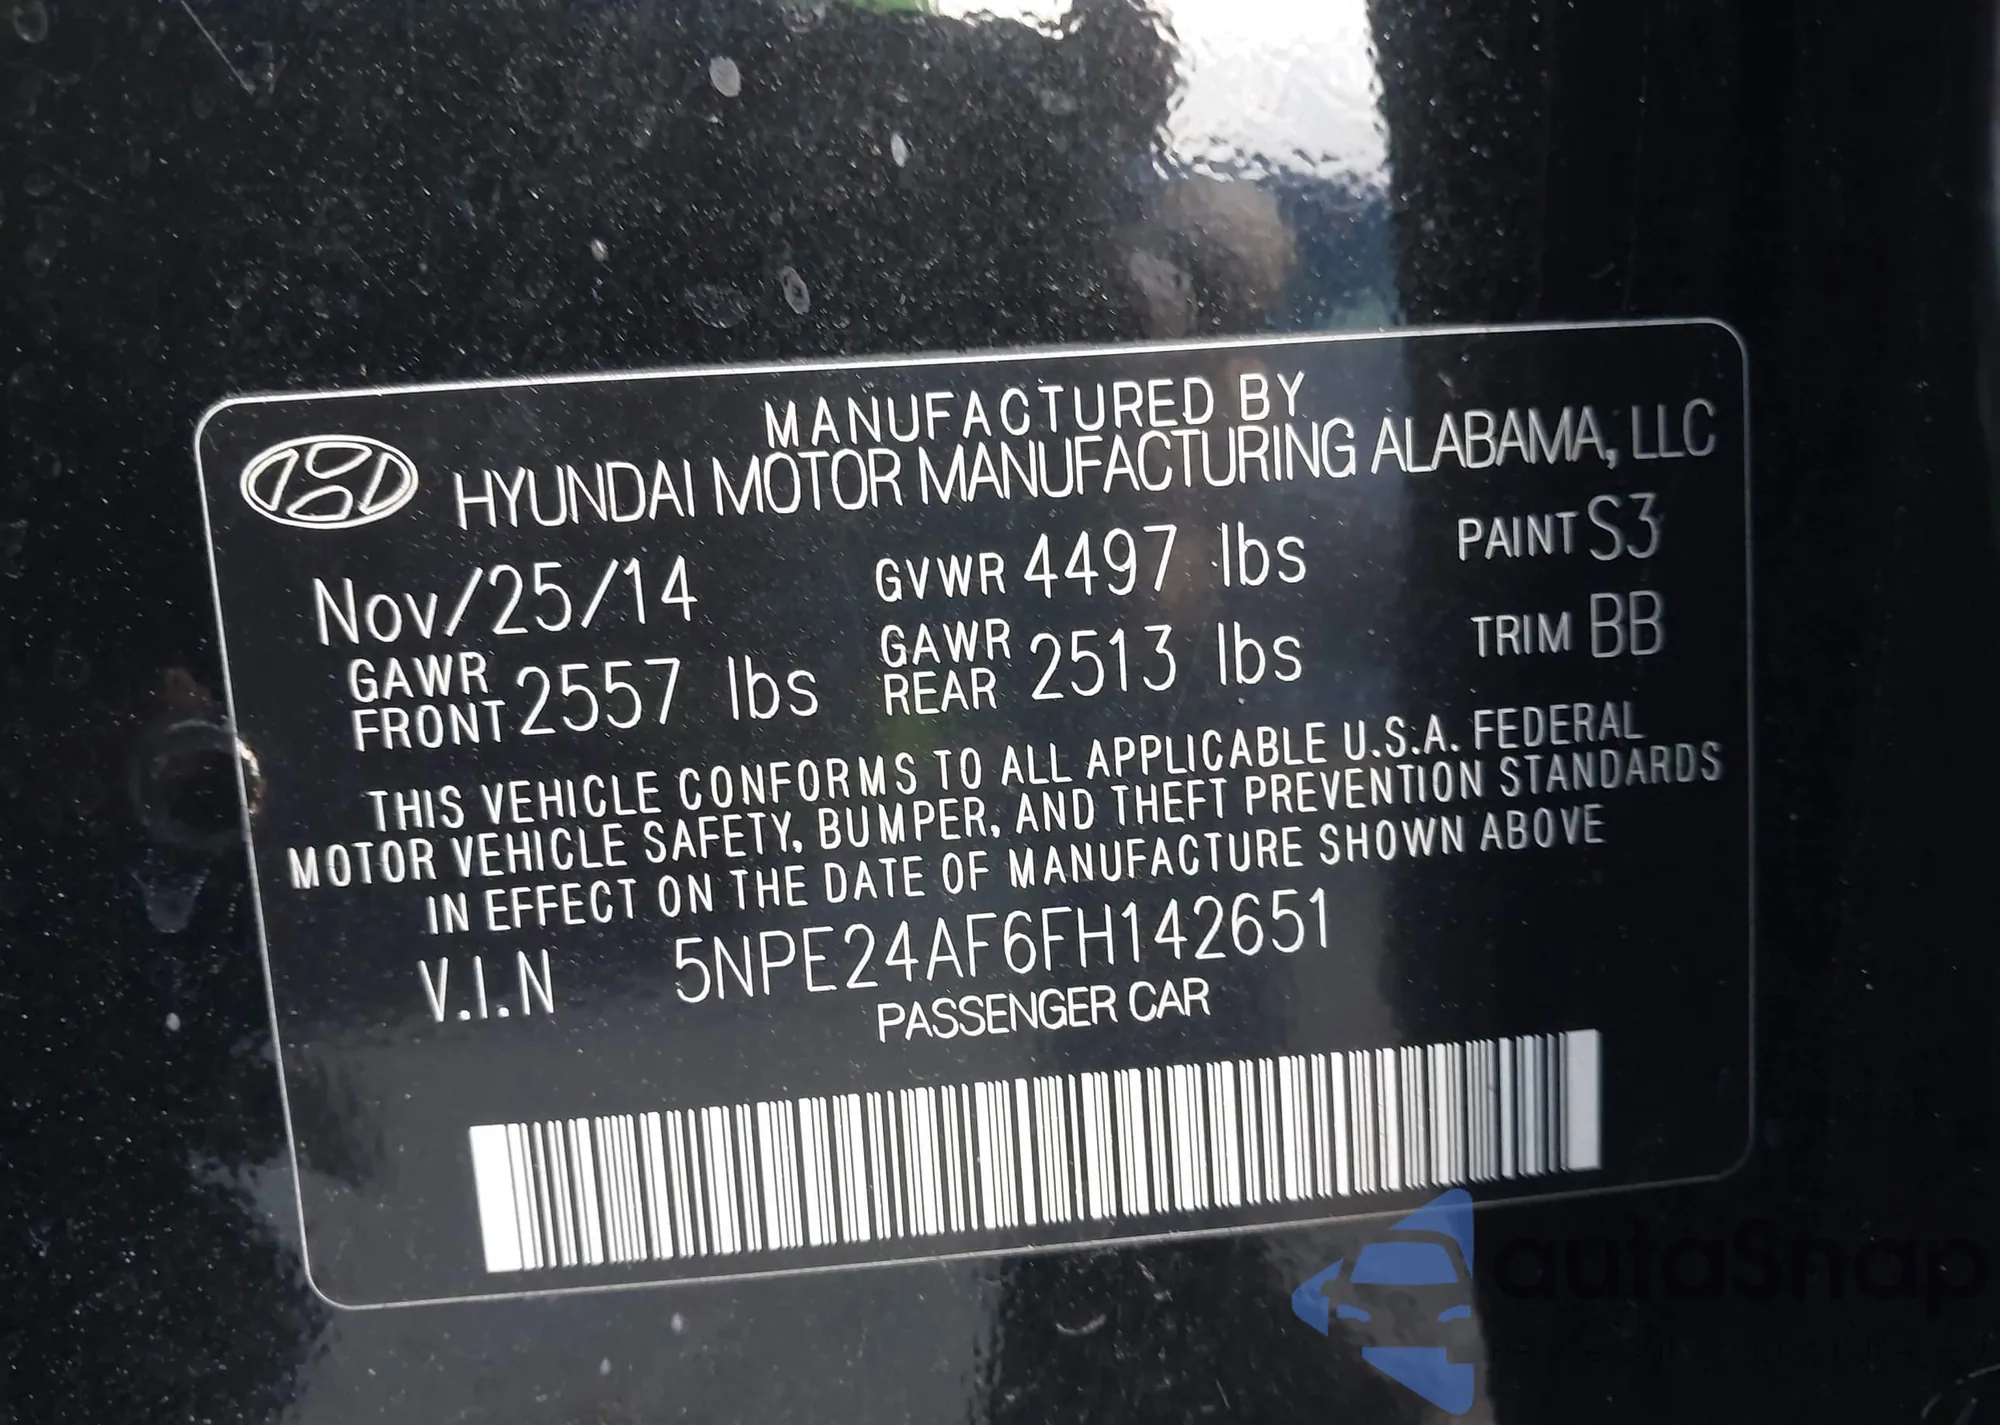 MANUFACTURED BY
HYUNDAI MOTOR MANUFACTURING ALABAMA, LLC
Nov/25/14 GVWR 4497 lbs PAINT S3
GAWR FRONT 2557 lbs GAWR REAR 2513 lbs TRIM BB
THIS VEHICLE CONFORMS TO ALL APPLICABLE U.S.A. FEDERAL
MOTOR VEHICLE SAFETY, BUMPER, AND THEFT PREVENTION STANDARDS
IN EFFECT ON THE DATE OF MANUFACTURE SHOWN ABOVE
V.I.N 5NPE24AF6FH142651
PASSENGER CAR
autoSnap